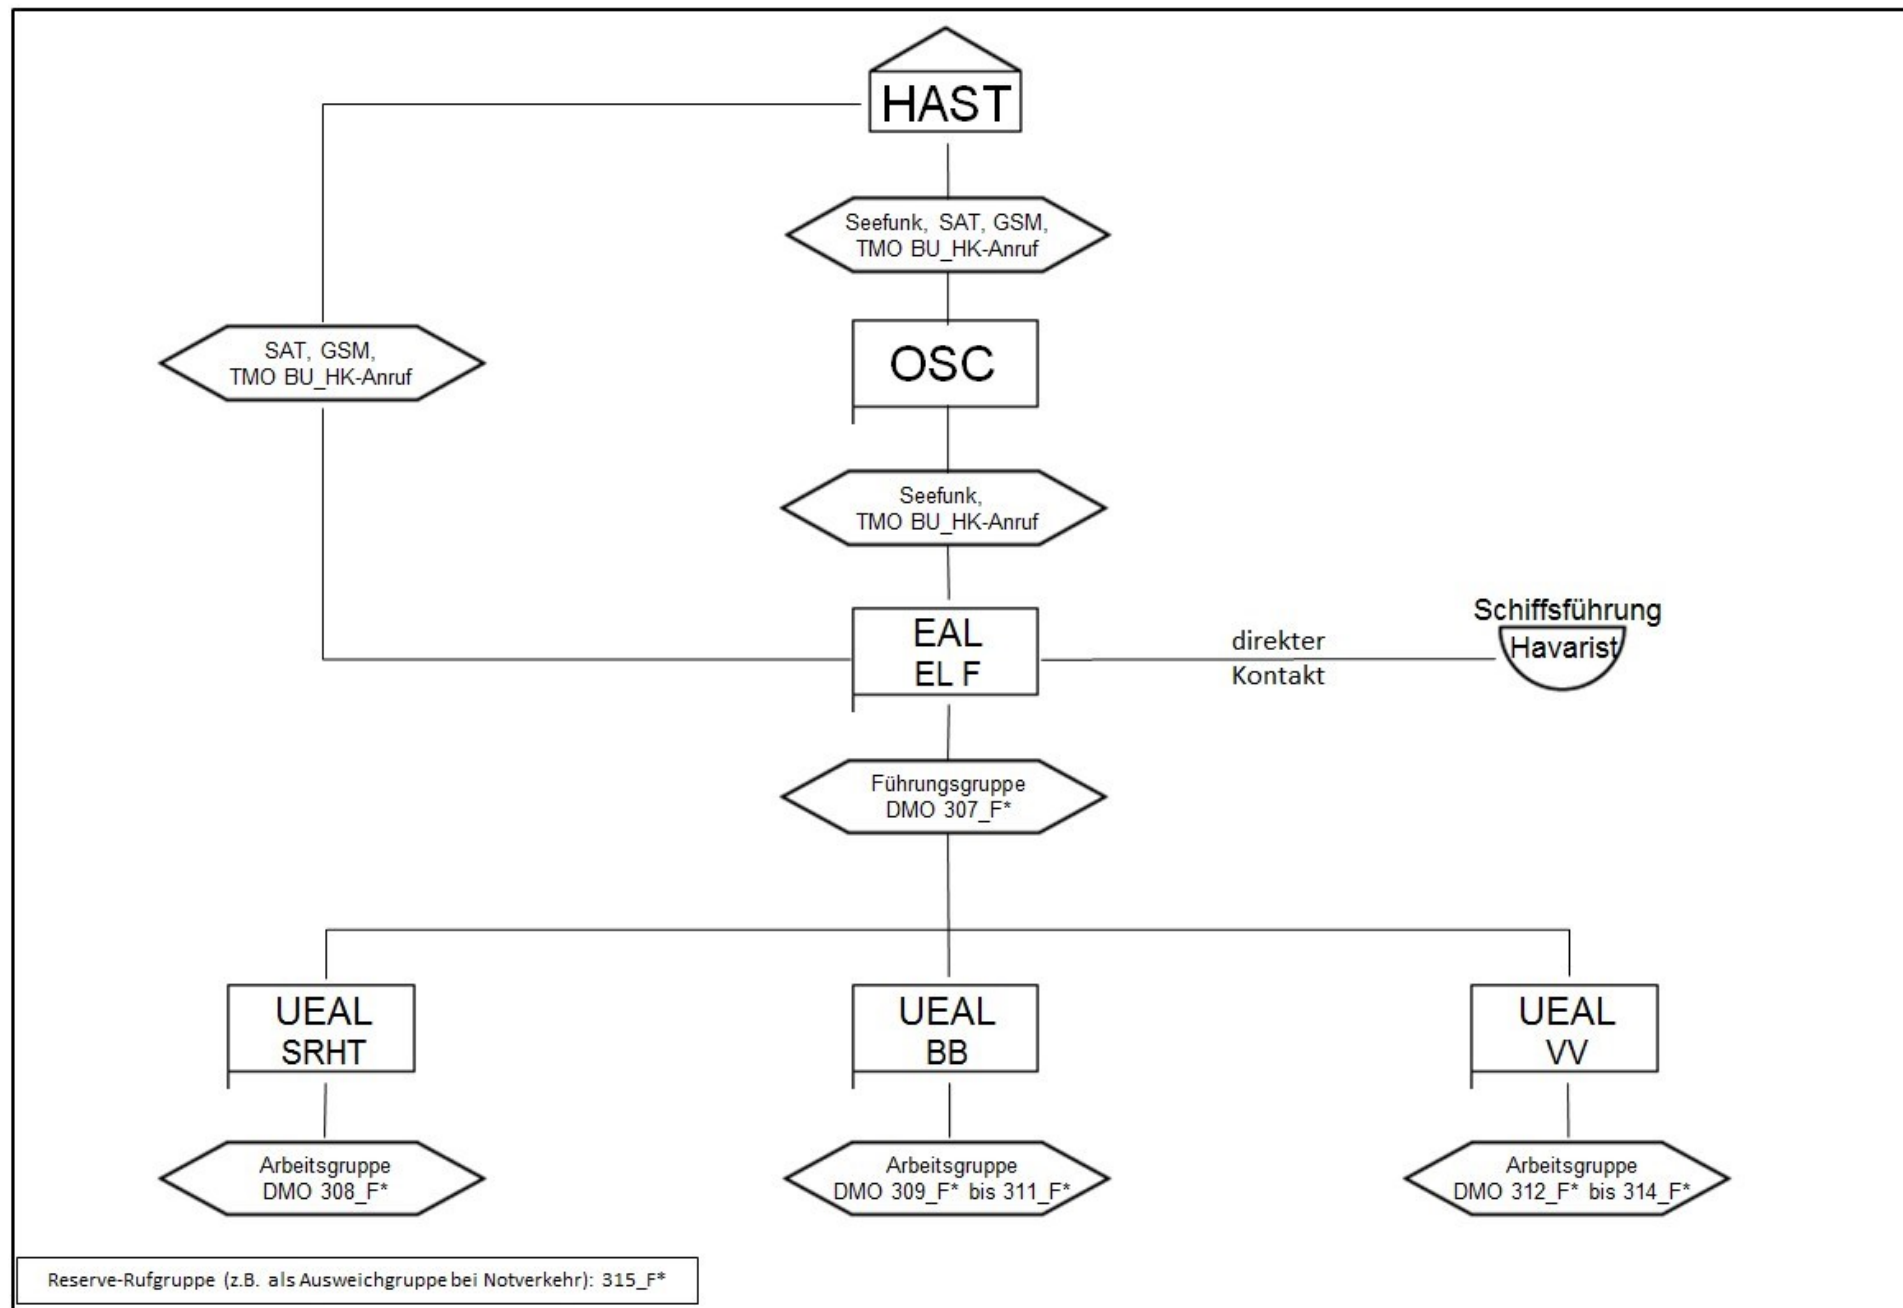 HAST
Seefunk, SAT, GSM,
TMO BU_HK-Anruf
SAT, GSM,
TMO BU_HK-Anruf
OSC
Seefunk,
TMO BU_HK-Anruf
EAL
EL F
direkter
Kontakt
Schiffsführung
Havarist
Führungsgruppe
DMO 307_F*
UEAL
SRHT
UEAL
BB
UEAL
VV
Arbeitsgruppe
DMO 308_F*
Arbeitsgruppe
DMO 309_F* bis 311_F*
Arbeitsgruppe
DMO 312_F* bis 314_F*
Reserve-Rufgruppe (z.B. als Ausweichgruppe bei Notverkehr): 315_F*